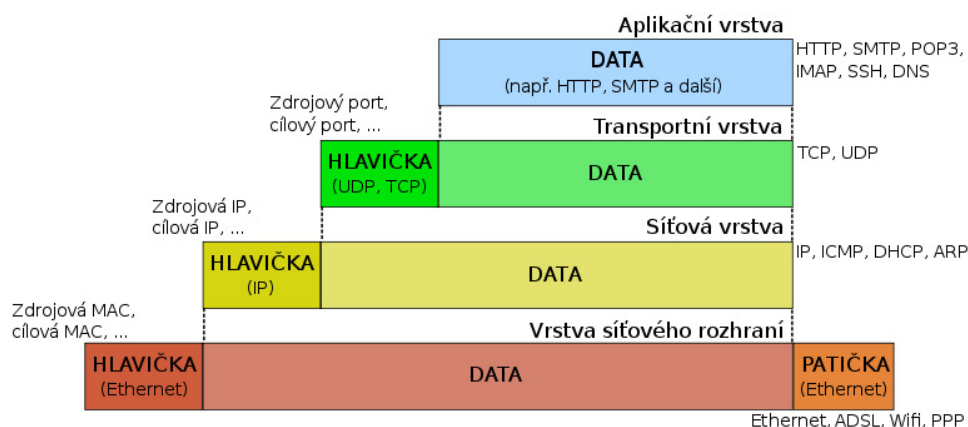 Aplikační vrstva
DATA
(např. HTTP, SMTP a další)
HTTP, SMTP, POP3,
IMAP, SSH, DNS
Zdrojový port,
cílový port, ...
Transportní vrstva
HLAVIČKA
(UDP, TCP)
DATA
TCP, UDP
Zdrojová IP,
cílová IP, ...
Síťová vrstva
HLAVIČKA
(IP)
DATA
IP, ICMP, DHCP, ARP
Zdrojová MAC,
cílová MAC, ...
Vrstva síťového rozhraní
HLAVIČKA
(Ethernet)
DATA
PATIČKA
(Ethernet)
Ethernet, ADSL, Wifi, PPP